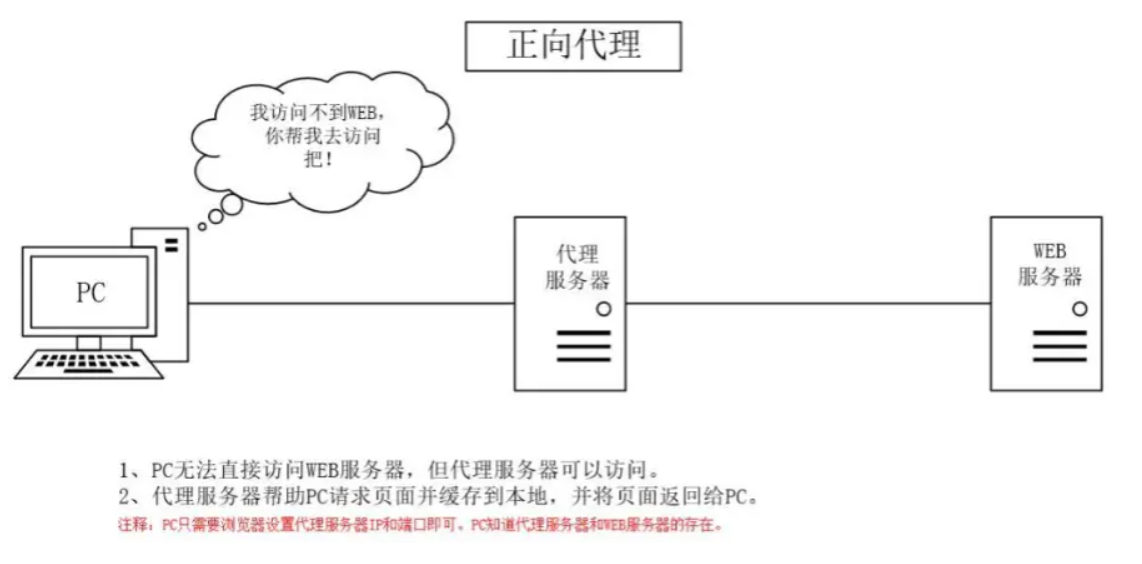 正向代理
我访问不到WEB，
你帮我去访问
把！
PC
代理
服务器
WEB
服务器
1、PC无法直接访问WEB服务器，但代理服务器可以访问。
2、代理服务器帮助PC请求页面并缓存到本地，并将页面返回给PC。
注释：PC只需要浏览器设置代理服务器IP和端口即可。PC知道代理服务器和WEB服务器的存在。